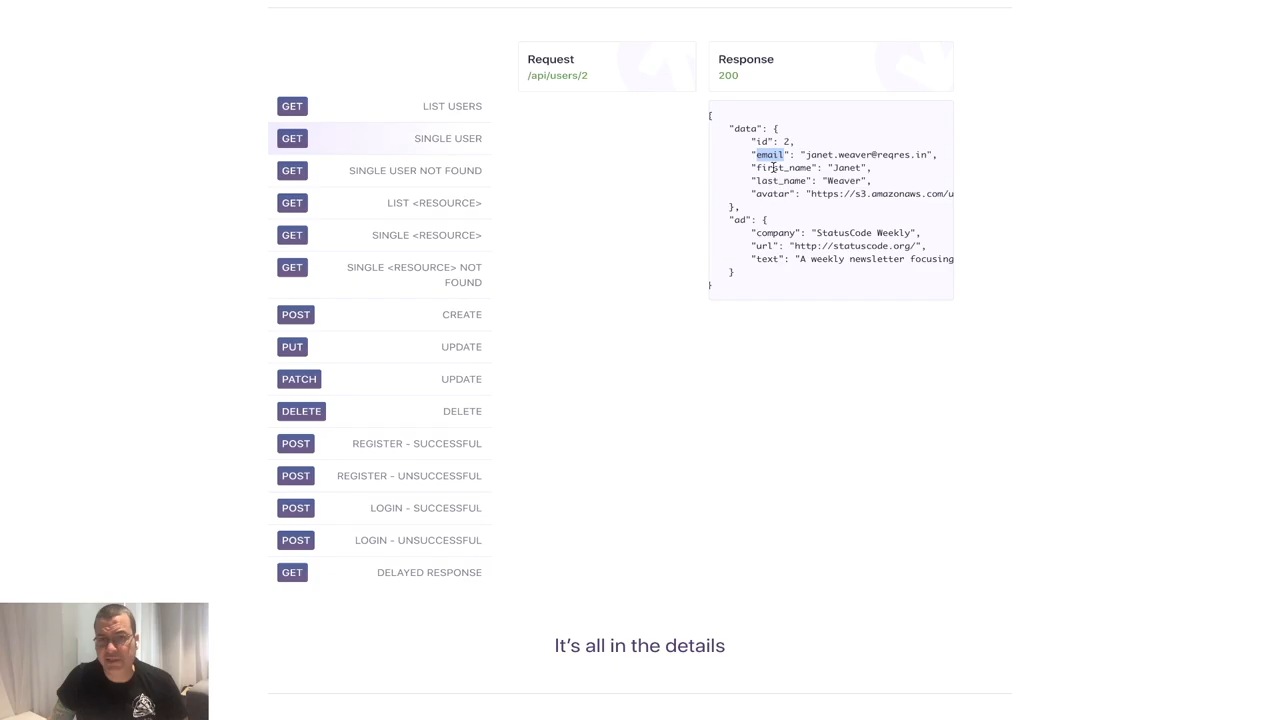 Request
/api/users/2
Response
200
GET LIST USERS
GET SINGLE USER
GET SINGLE USER NOT FOUND
GET LIST <RESOURCE>
GET SINGLE <RESOURCE>
GET SINGLE <RESOURCE> NOT
FOUND
POST CREATE
PUT UPDATE
PATCH UPDATE
DELETE DELETE
POST REGISTER - SUCCESSFUL
POST REGISTER - UNSUCCESSFUL
POST LOGIN - SUCCESSFUL
POST LOGIN - UNSUCCESSFUL
GET DELAYED RESPONSE
{
"data": {
"id": 2,
"email": "janet.weaver@reqres.in",
"first_name": "Janet",
"last_name": "Weaver",
"avatar": "https://s3.amazonaws.com/u
},
"ad": {
"company": "StatusCode Weekly",
"url": "http://statuscode.org/",
"text": "A weekly newsletter focusing
}
}
It's all in the details